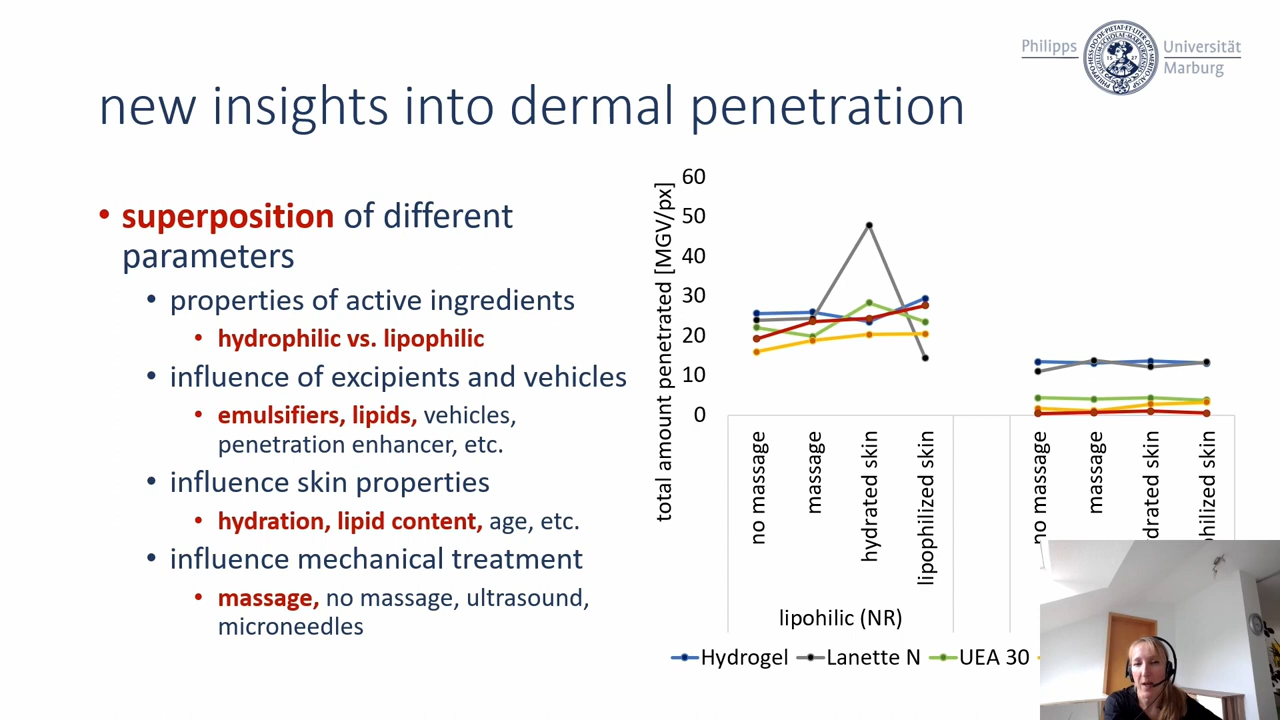 Philipps Universität
Marburg
new insights into dermal penetration
• superposition of different
parameters
• properties of active ingredients
• hydrophilic vs. lipophilic
• influence of excipients and vehicles
• emulsifiers, lipids, vehicles,
penetration enhancer, etc.
• influence skin properties
• hydration, lipid content, age, etc.
• influence mechanical treatment
• massage, no massage, ultrasound,
microneedles
total amount penetrated [MGV/px]
60
50
40
30
20
10
0
no massage
massage
hydrated skin
lipophilized skin
no massage
massage
drated skin
hilized skin
lipohilic (NR)
Hydrogel
Lanette N
UEA 30